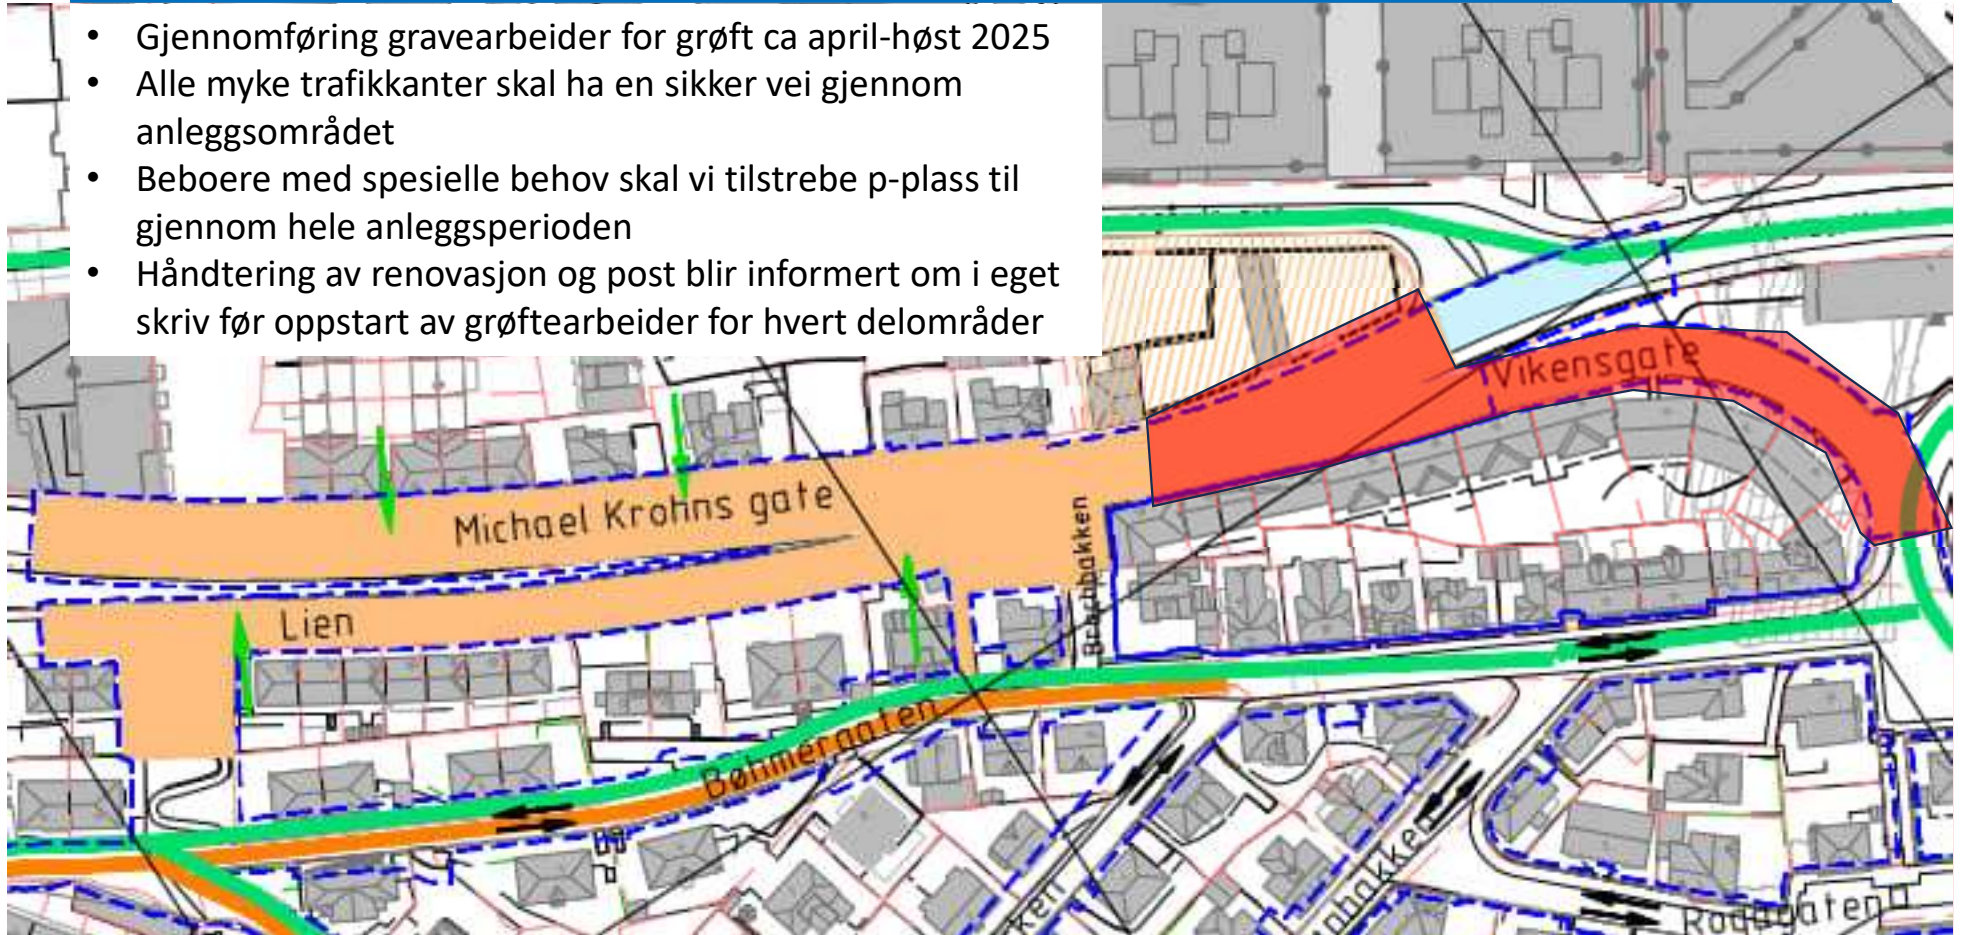 • Gjennomføring gravearbeider for grøft ca april-høst 2025
• Alle myke trafikkanter skal ha en sikker vei gjennom
anleggsområdet
• Beboere med spesielle behov skal vi tilstrebe p-plass til
gjennom hele anleggsperioden
• Håndtering av renovasjon og post blir informert om i eget
skriv før oppstart av grøftearbeider for hvert delområder
Vikensgate
Michael Krohns gate
Lien
Bøhmergaten